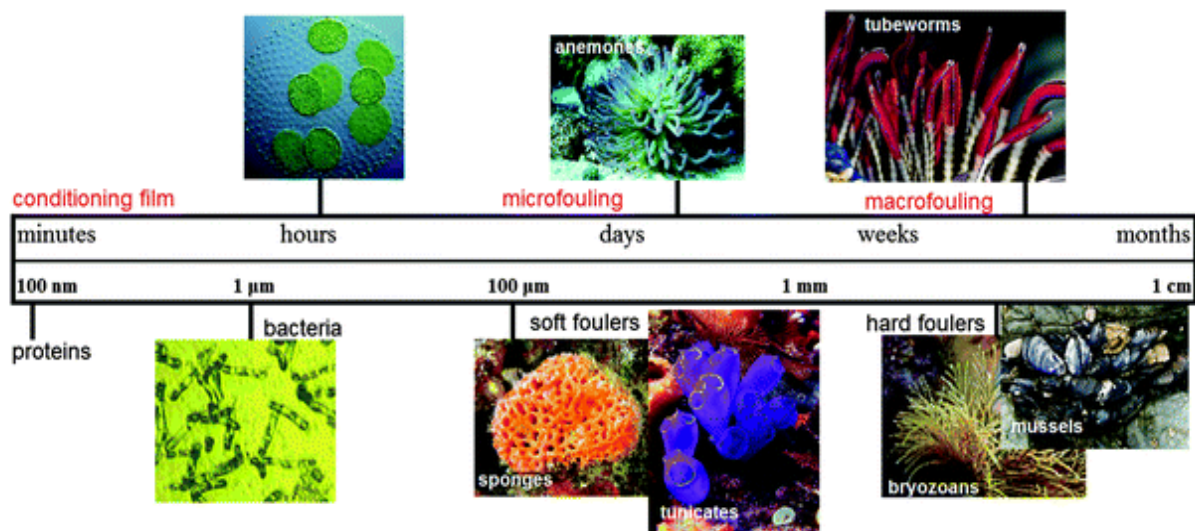 anemones
tubeworms
conditioning film
microfouling
macrofouling
minutes
hours
days
weeks
months
100 nm
1 µm
100 µm
1 mm
1 cm
proteins
bacteria
soft foulers
hard foulers
sponges
tunicates
mussels
bryozoans